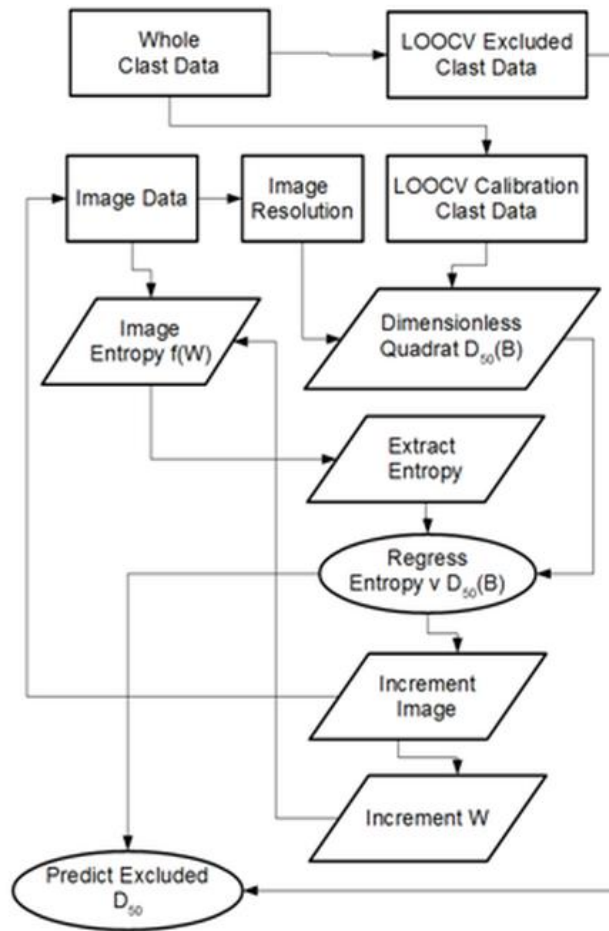 Whole
Clast Data
LOOCV Excluded
Clast Data
Image Data
Image
Resolution
LOOCV Calibration
Clast Data
Image
Entropy f(W)
Dimensionless
Quadrat D₅₀(B)
Extract
Entropy
Regress
Entropy v D₅₀(B)
Increment
Image
Increment W
Predict Excluded
D₅₀